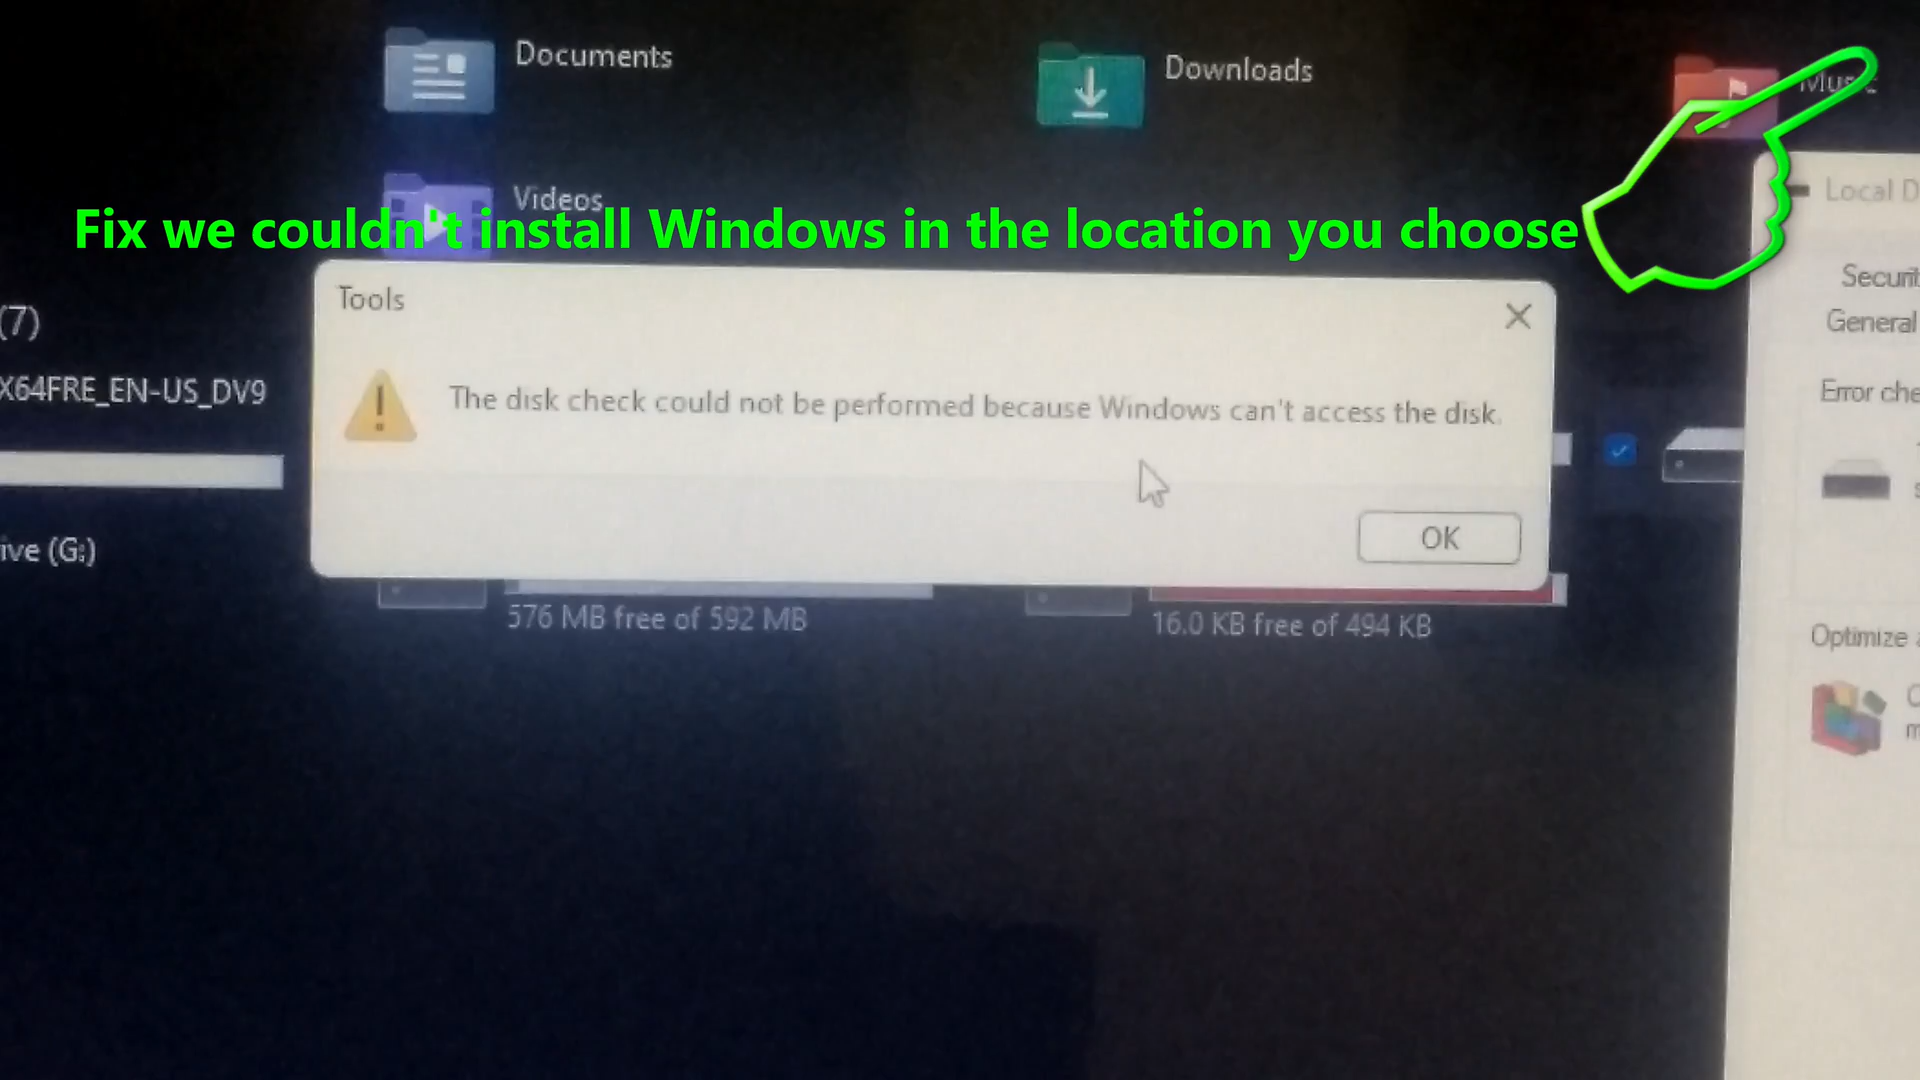 Documents
Downloads
Videos
Local D
Fix we couldn't install Windows in the location you choose
Securit
General
Tools
(7)
X64FRE_EN-US_DV9
Error che
The disk check could not be performed because Windows can't access the disk.
ive (G:)
OK
576 MB free of 592 MB
16.0 KB free of 494 KB
Optimize